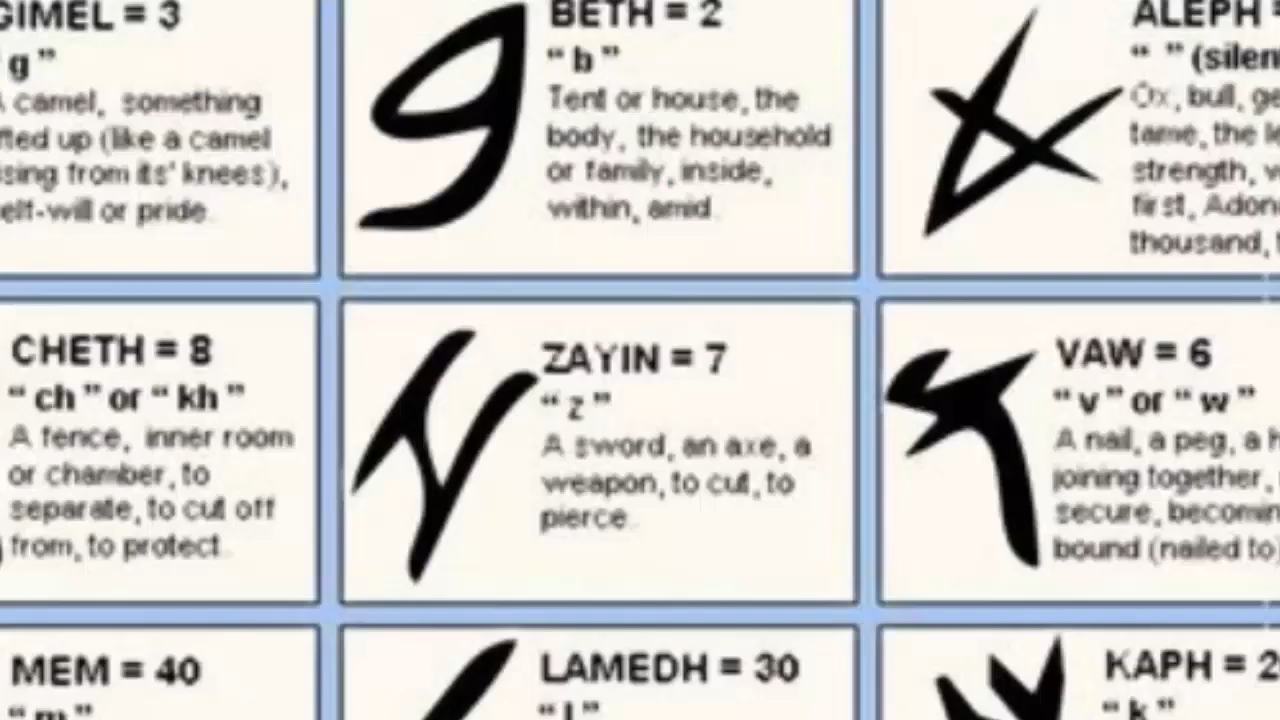 GIMEL = 3
" g "
A camel, something
lifted up (like a camel
rising from its' knees),
self-will or pride.
BETH = 2
" b "
Tent or house, the
body, the household
or family, inside,
within, amid.
ALEPH =
" " (silen
Ox, bull, ge
tame, the le
strength, w
first, Adon
thousand, t
CHETH = 8
" ch " or " kh "
A fence, inner room
or chamber, to
separate, to cut off
from, to protect.
ZAYIN = 7
" z "
A sword, an axe, a
weapon, to cut, to
pierce.
VAW = 6
" v " or " w "
A nail, a peg, a h
joining together,
secure, becomin
bound (nailed to)
MEM = 40
" m "
LAMEDH = 30
" l "
KAPH = 2
" k "